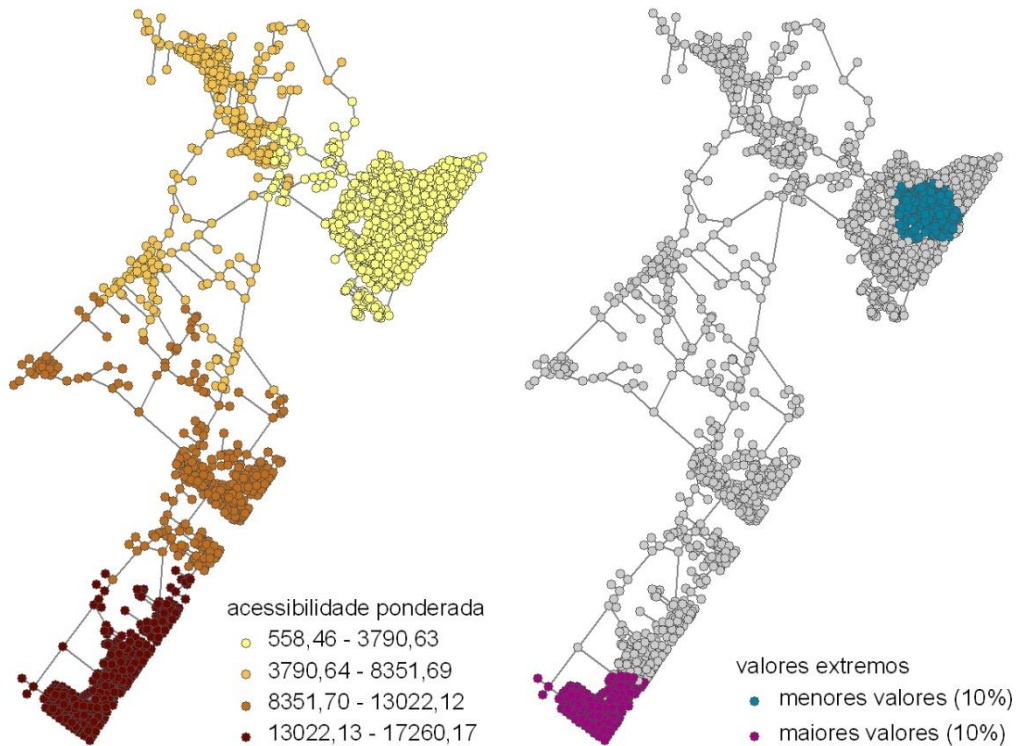 acessibilidade ponderada
558,46 - 3790,63
3790,64 - 8351,69
8351,70 - 13022,12
13022,13 - 17260,17
valores extremos
menores valores (10%)
maiores valores (10%)